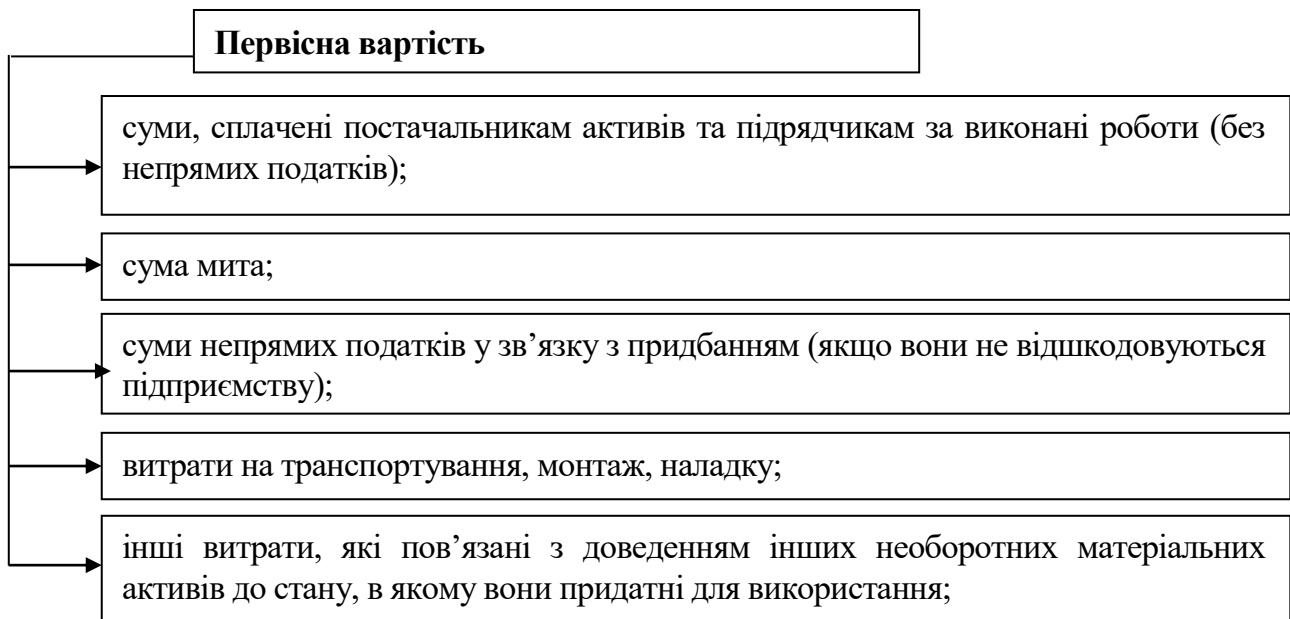 Первісна вартість
суми, сплачені постачальникам активів та підрядчикам за виконані роботи (без
непрямих податків);
сума мита;
суми непрямих податків у зв’язку з придбанням (якщо вони не відшкодовуються
підприємству);
витрати на транспортування, монтаж, наладку;
інші витрати, які пов’язані з доведенням інших необоротних матеріальних
активів до стану, в якому вони придатні для використання;